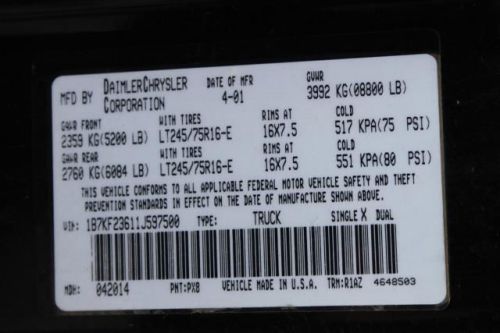 MFD BY DAIMLERCHRYSLER CORPORATION DATE OF MFR 4-01 GVWR 3992 KG(08800 LB)
GAWR FRONT WITH TIRES RIMS AT COLD
2359 KG(5200 LB) LT245/75R16-E 16X7.5 517 KPA(75 PSI)
GAWR REAR WITH TIRES RIMS AT COLD
2760 KG(6084 LB) LT245/75R16-E 16X7.5 551 KPA(80 PSI)
THIS VEHICLE CONFORMS TO ALL APPLICABLE FEDERAL MOTOR VEHICLE SAFETY AND THEFT
PREVENTION STANDARDS IN EFFECT ON THE DATE OF MANUFACTURE SHOWN ABOVE.
VIN: 1B7KF23611J597500 TYPE: TRUCK SINGLE X DUAL
MDH: 042014 PNT:PX8 VEHICLE MADE IN U.S.A. TRM:R1AZ 4648503